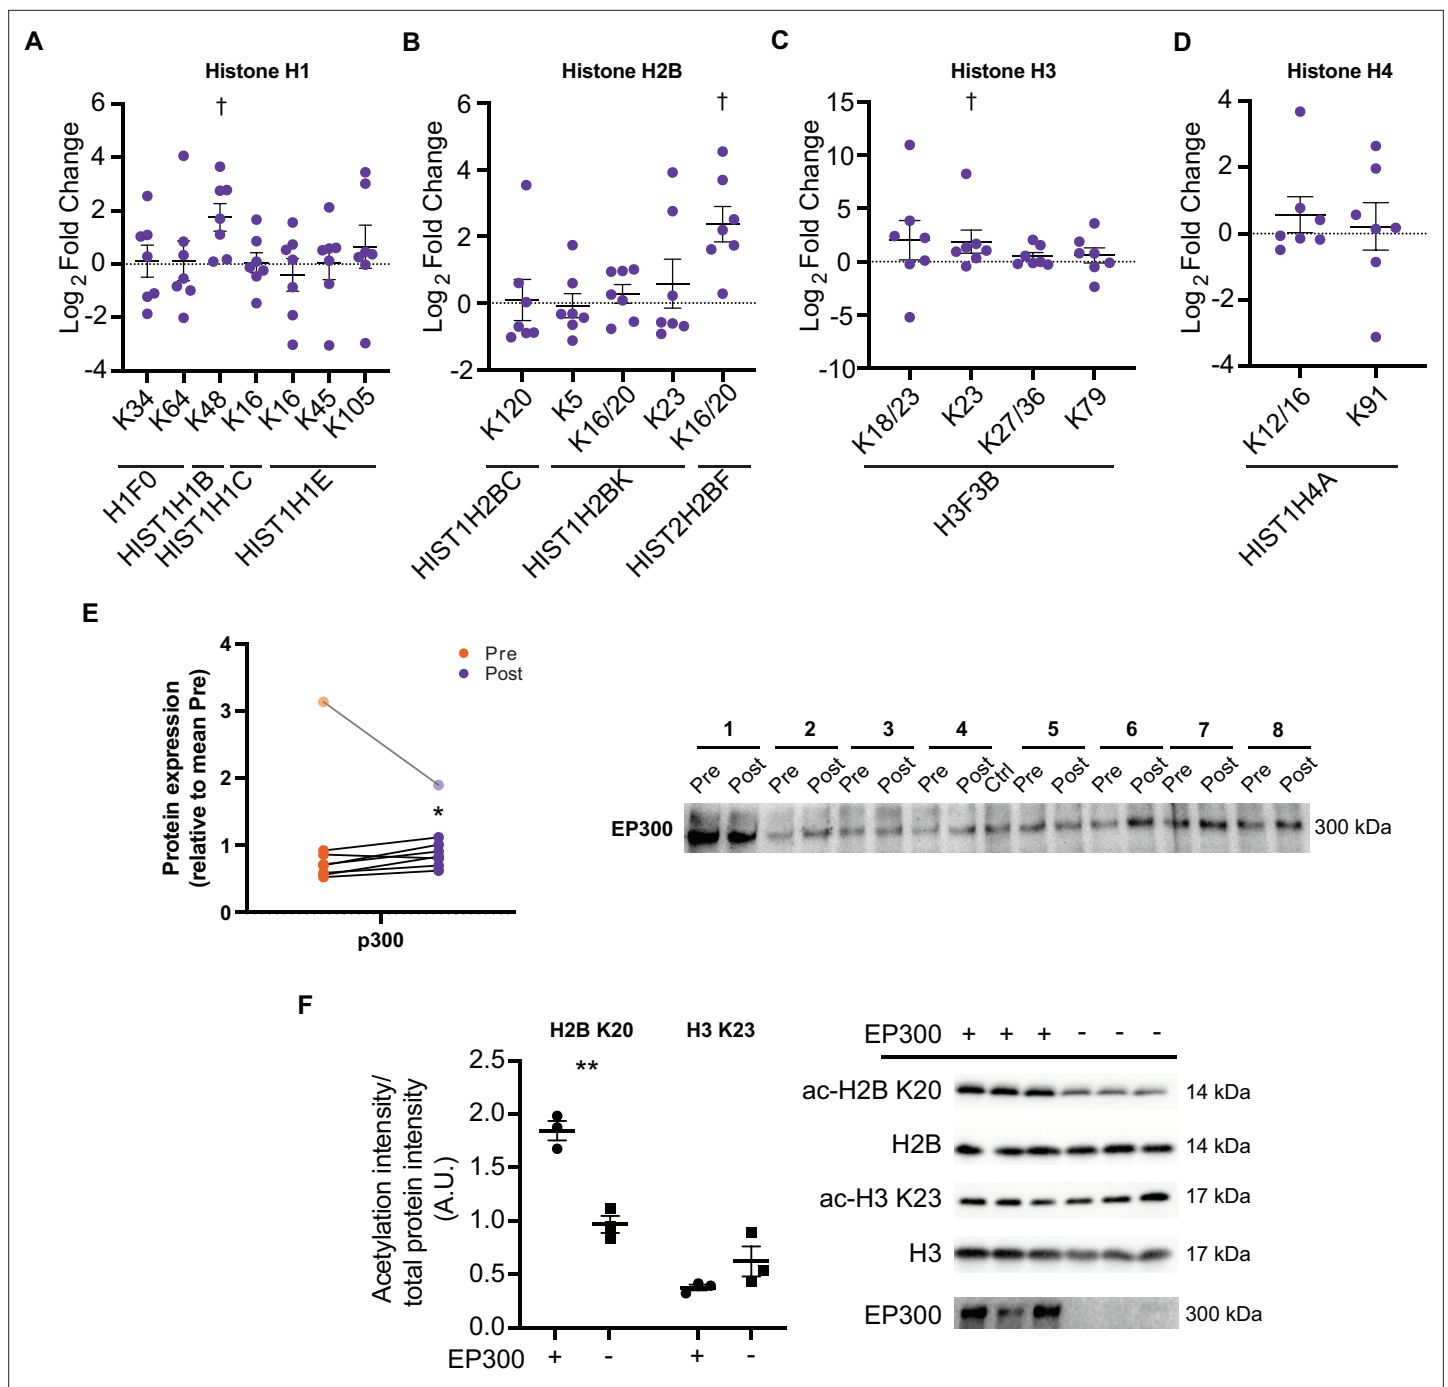 A
Histone H1
Log2 Fold Change
6
4
2
0
-2
-4
†
K34
K64
K48
K16
K16
K45
K105
H1F0
HIST1H1B
HIST1H1C
HIST1H1E
B
Histone H2B
Log2 Fold Change
6
4
2
0
-2
†
K120
K5
K16/20
K23
K16/20
HIST1H2BC
HIST1H2BK
HIST2H2BF
C
Histone H3
Log2 Fold Change
15
10
5
0
-5
-10
†
K18/23
K23
K27/36
K79
H3F3B
D
Histone H4
Log2 Fold Change
4
2
0
-2
-4
K12/16
K91
HIST1H4A
E
Protein expression
(relative to mean Pre)
4
3
2
1
0
Pre
Post
*
p300
1 2 3 4 5 6 7 8
Pre Post Pre Post Pre Post Pre Post Ctrl Pre Post Pre Post Pre Post Pre Post
EP300 300 kDa
F
H2B K20 H3 K23
Acetylation intensity/
total protein intensity
(A.U.)
2.5
2.0
1.5
1.0
0.5
0.0
**
EP300 + - + -
EP300 + + + - - -
ac-H2B K20 14 kDa
H2B 14 kDa
ac-H3 K23 17 kDa
H3 17 kDa
EP300 300 kDa